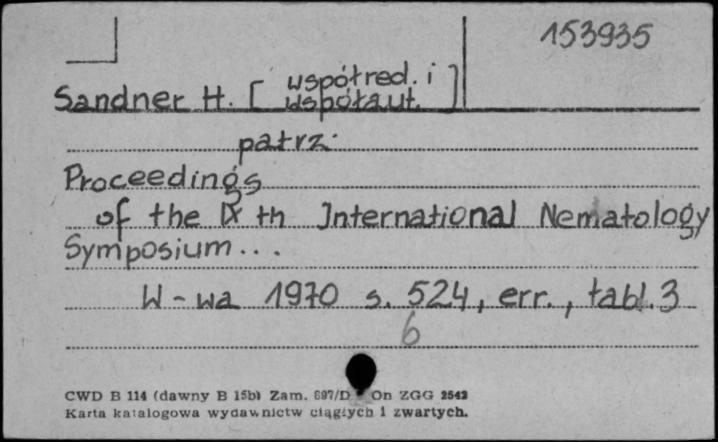 153935
Sandner H. [współred. i
współaut.]
patrz:
Proceedings
of the IX th International Nematology
Symposium...
W-wa 1970 s. 524, err., tabl. 3
6
CWD B 114 (dawny B 15b) Zam. 897/D On ZGG 2542
Karta katalogowa wydawnictw ciągłych i zwartych.